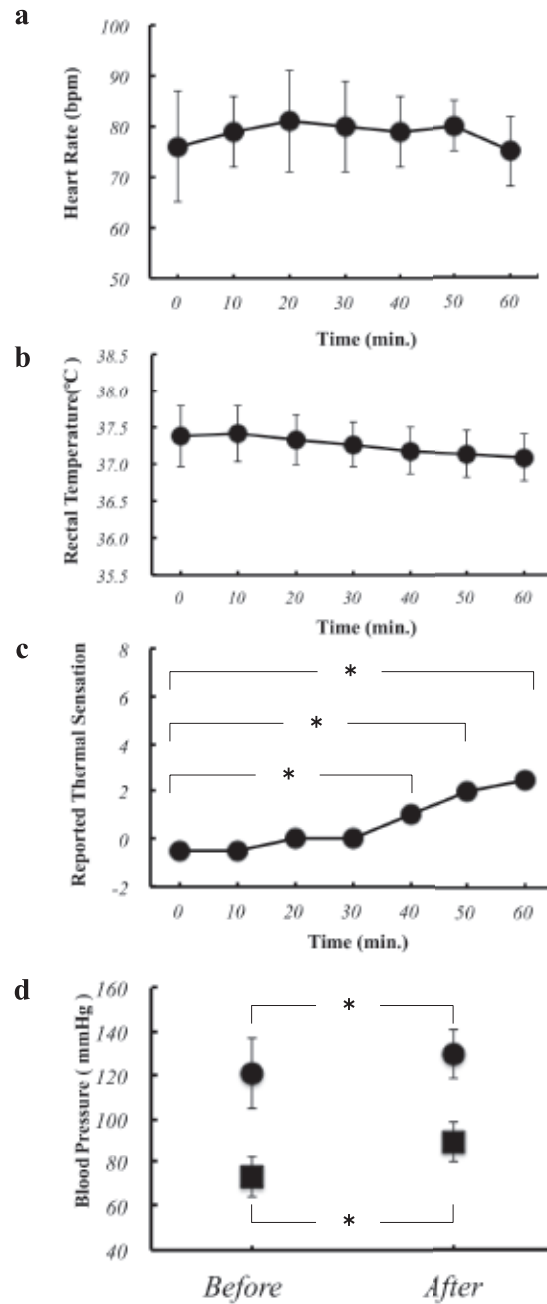 a
100
90
80
70
60
50
Heart Rate (bpm)
0 10 20 30 40 50 60
Time (min.)
b
38.5
38.0
37.5
37.0
36.5
36.0
35.5
Rectal Temperature(°C )
0 10 20 30 40 50 60
Time (min.)
c
8
6
4
2
0
-2
Reported Thermal Sensation
*
*
*
0 10 20 30 40 50 60
Time (min.)
d
160
140
120
100
80
60
40
Blood Pressure ( mmHg )
*
*
Before After